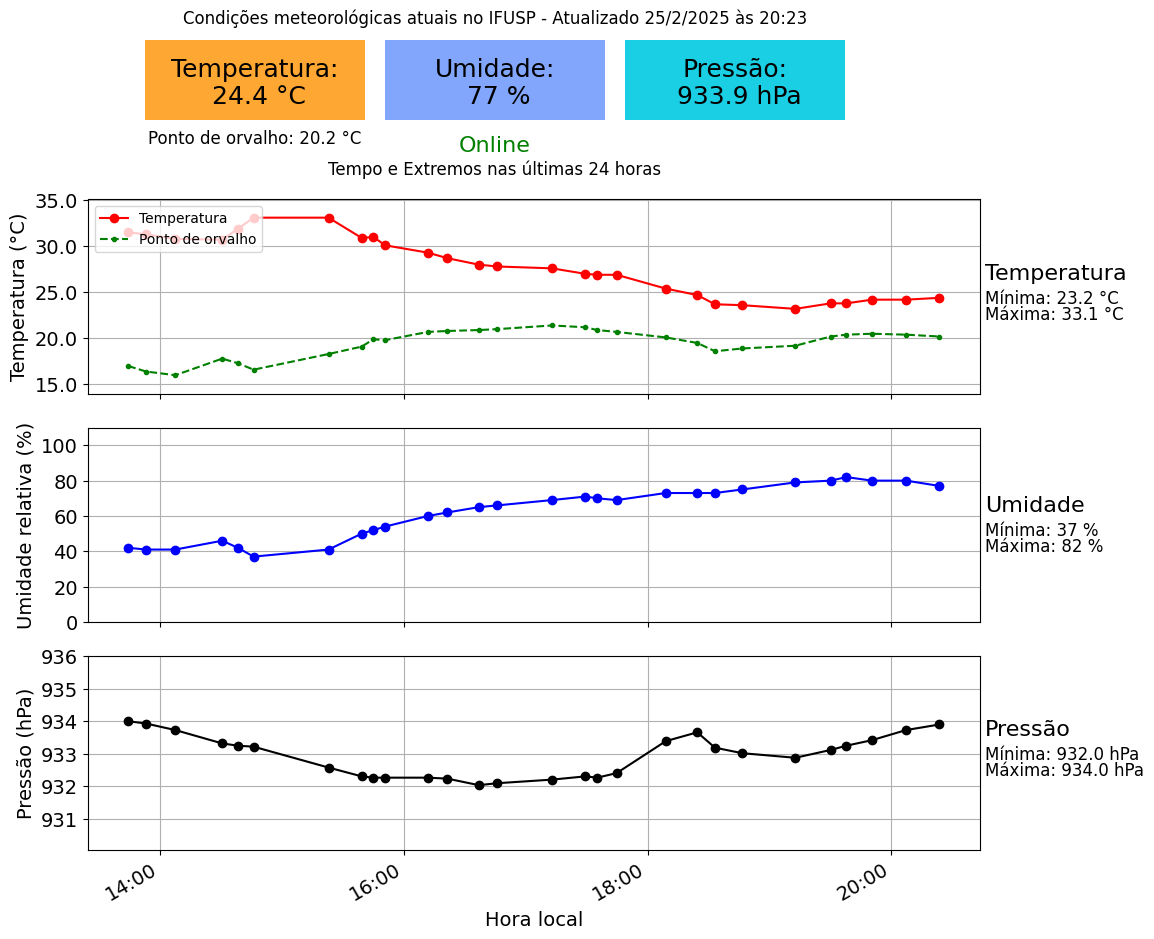 Condições meteorológicas atuais no IFUSP - Atualizado 25/2/2025 às 20:23
Temperatura:
24.4 °C
Umidade:
77 %
Pressão:
933.9 hPa
Ponto de orvalho: 20.2 °C
Online
Tempo e Extremos nas últimas 24 horas
Temperatura (°C)
35.0
30.0
25.0
20.0
15.0
Temperatura
Ponto de orvalho
Temperatura
Mínima: 23.2 °C
Máxima: 33.1 °C
Umidade relativa (%)
100
80
60
40
20
0
Umidade
Mínima: 37 %
Máxima: 82 %
Pressão (hPa)
936
935
934
933
932
931
Pressão
Mínima: 932.0 hPa
Máxima: 934.0 hPa
14:00
16:00
18:00
20:00
Hora local